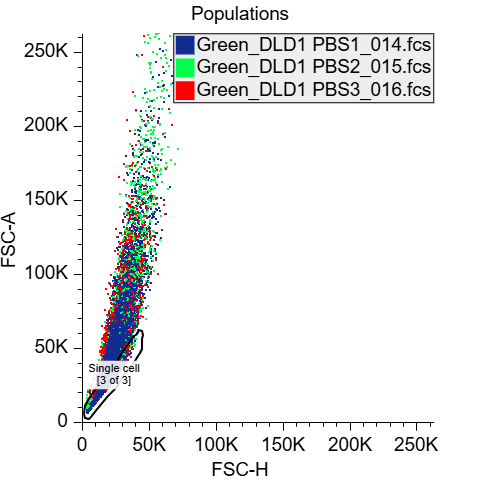 Populations
Green_DLD1 PBS1_014.fcs
Green_DLD1 PBS2_015.fcs
Green_DLD1 PBS3_016.fcs
250K
200K
150K
100K
50K
0
FSC-A
Single cell
[3 of 3]
0 50K 100K 150K 200K 250K
FSC-H